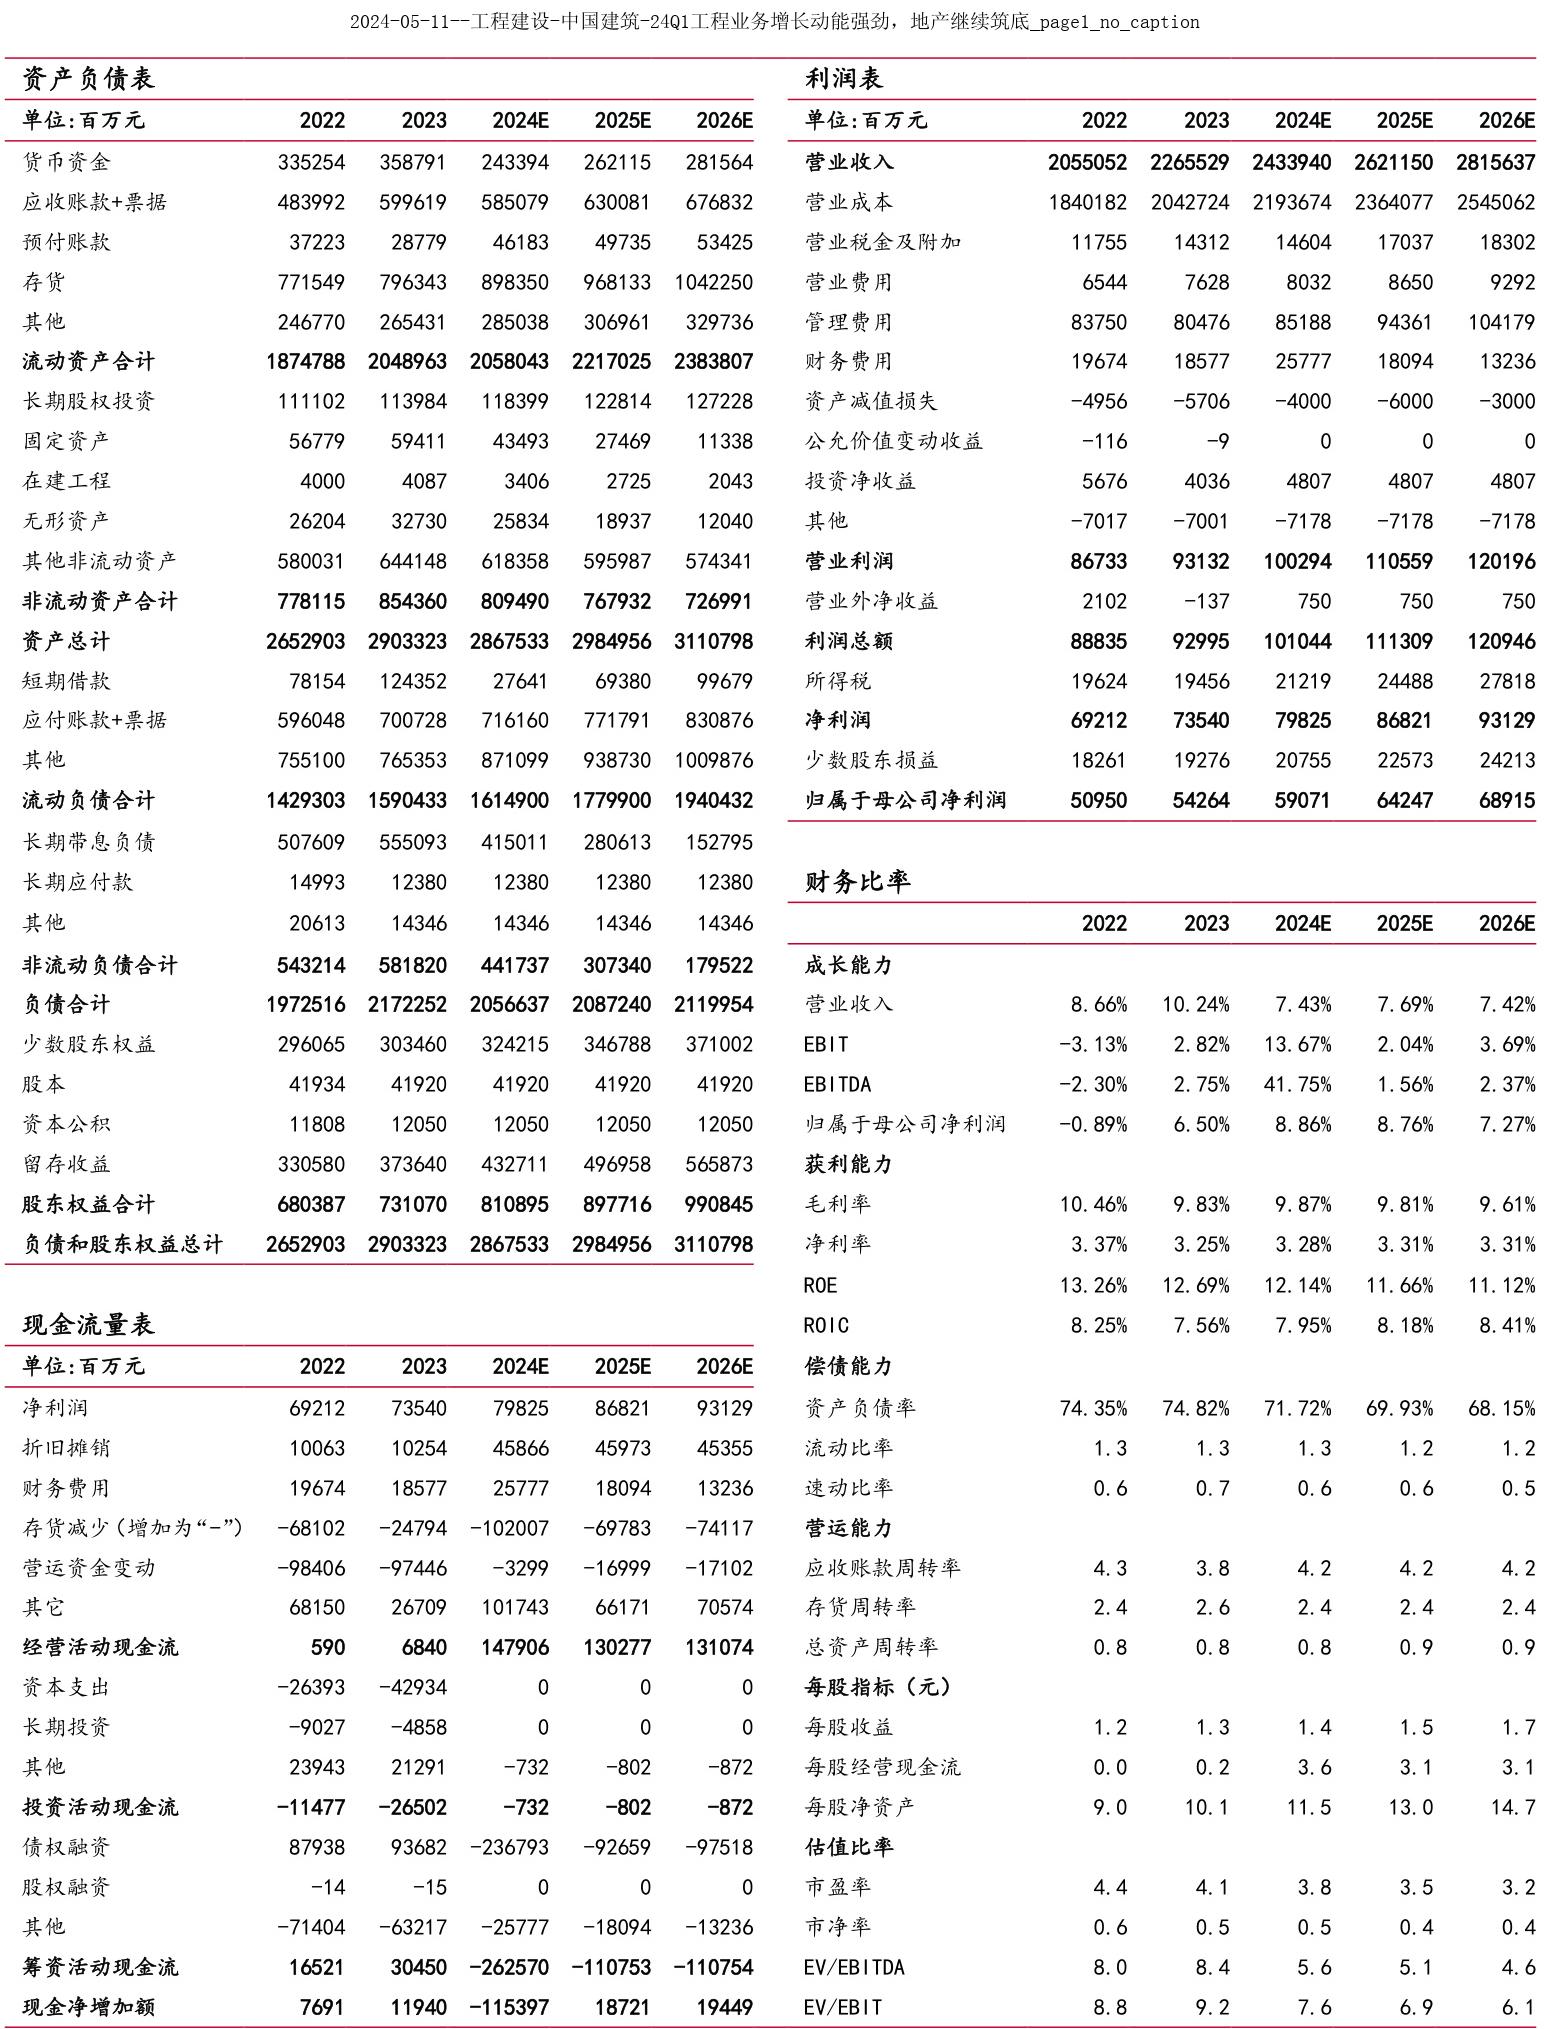 2024-05-11--工程建设-中国建筑-24Q1工程业务增长动能强劲，地产继续筑底_page1_no_caption
资产负债表
单位:百万元 2022 2023 2024E 2025E 2026E
货币资金 335254 358791 243394 262115 281564
应收账款+票据 483992 599619 585079 630081 676832
预付账款 37223 28779 46183 49735 53425
存货 771549 796343 898350 968133 1042250
其他 246770 265431 285038 306961 329736
流动资产合计 1874788 2048963 2058043 2217025 2383807
长期股权投资 111102 113984 118399 122814 127228
固定资产 56779 59411 43493 27469 11338
在建工程 4000 4087 3406 2725 2043
无形资产 26204 32730 25834 18937 12040
其他非流动资产 580031 644148 618358 595987 574341
非流动资产合计 778115 854360 809490 767932 726991
资产总计 2652903 2903323 2867533 2984956 3110798
短期借款 78154 124352 27641 69380 99679
应付账款+票据 596048 700728 716160 771791 830876
其他 755100 765353 871099 938730 1009876
流动负债合计 1429303 1590433 1614900 1779900 1940432
长期带息负债 507609 555093 415011 280613 152795
长期应付款 14993 12380 12380 12380 12380
其他 20613 14346 14346 14346 14346
非流动负债合计 543214 581820 441737 307340 179522
负债合计 1972516 2172252 2056637 2087240 2119954
少数股东权益 296065 303460 324215 346788 371002
股本 41934 41920 41920 41920 41920
资本公积 11808 12050 12050 12050 12050
留存收益 330580 373640 432711 496958 565873
股东权益合计 680387 731070 810895 897716 990845
负债和股东权益总计 2652903 2903323 2867533 2984956 3110798
现金流量表
单位:百万元 2022 2023 2024E 2025E 2026E
净利润 69212 73540 79825 86821 93129
折旧摊销 10063 10254 45866 45973 45355
财务费用 19674 18577 25777 18094 13236
存货减少(增加为“-”) -68102 -24794 -102007 -69783 -74117
营运资金变动 -98406 -97446 -3299 -16999 -17102
其它 68150 26709 101743 66171 70574
经营活动现金流 590 6840 147906 130277 131074
资本支出 -26393 -42934 0 0 0
长期投资 -9027 -4858 0 0 0
其他 23943 21291 -732 -802 -872
投资活动现金流 -11477 -26502 -732 -802 -872
债权融资 87938 93682 -236793 -92659 -97518
股权融资 -14 -15 0 0 0
其他 -71404 -63217 -25777 -18094 -13236
筹资活动现金流 16521 30450 -262570 -110753 -110754
现金净增加额 7691 11940 -115397 18721 19449
利润表
单位:百万元 2022 2023 2024E 2025E 2026E
营业收入 2055052 2265529 2433940 2621150 2815637
营业成本 1840182 2042724 2193674 2364077 2545062
营业税金及附加 11755 14312 14604 17037 18302
营业费用 6544 7628 8032 8650 9292
管理费用 83750 80476 85188 94361 104179
财务费用 19674 18577 25777 18094 13236
资产减值损失 -4956 -5706 -4000 -6000 -3000
公允价值变动收益 -116 -9 0 0 0
投资净收益 5676 4036 4807 4807 4807
其他 -7017 -7001 -7178 -7178 -7178
营业利润 86733 93132 100294 110559 120196
营业外净收益 2102 -137 750 750 750
利润总额 88835 92995 101044 111309 120946
所得税 19624 19456 21219 24488 27818
净利润 69212 73540 79825 86821 93129
少数股东损益 18261 19276 20755 22573 24213
归属于母公司净利润 50950 54264 59071 64247 68915
财务比率
2022 2023 2024E 2025E 2026E
成长能力
营业收入 8.66% 10.24% 7.43% 7.69% 7.42%
EBIT -3.13% 2.82% 13.67% 2.04% 3.69%
EBITDA -2.30% 2.75% 41.75% 1.56% 2.37%
归属于母公司净利润 -0.89% 6.50% 8.86% 8.76% 7.27%
获利能力
毛利率 10.46% 9.83% 9.87% 9.81% 9.61%
净利率 3.37% 3.25% 3.28% 3.31% 3.31%
ROE 13.26% 12.69% 12.14% 11.66% 11.12%
ROIC 8.25% 7.56% 7.95% 8.18% 8.41%
偿债能力
资产负债率 74.35% 74.82% 71.72% 69.93% 68.15%
流动比率 1.3 1.3 1.3 1.2 1.2
速动比率 0.6 0.7 0.6 0.6 0.5
营运能力
应收账款周转率 4.3 3.8 4.2 4.2 4.2
存货周转率 2.4 2.6 2.4 2.4 2.4
总资产周转率 0.8 0.8 0.8 0.9 0.9
每股指标（元）
每股收益 1.2 1.3 1.4 1.5 1.7
每股经营现金流 0.0 0.2 3.6 3.1 3.1
每股净资产 9.0 10.1 11.5 13.0 14.7
估值比率
市盈率 4.4 4.1 3.8 3.5 3.2
市净率 0.6 0.5 0.5 0.4 0.4
EV/EBITDA 8.0 8.4 5.6 5.1 4.6
EV/EBIT 8.8 9.2 7.6 6.9 6.1